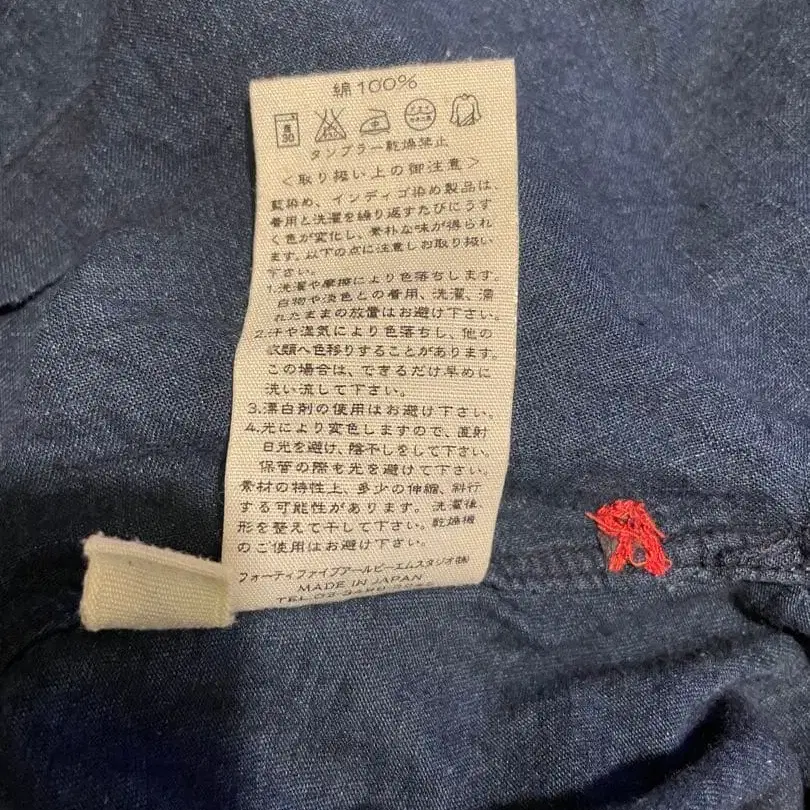 綿100%
タンブラー乾燥禁止
＜取り扱い上の御注意＞
藍染め、インディゴ染め製品は、
着用と洗濯を繰り返すたびにうす
く色が変化し、素朴な味が得られ
ます。以下の点に注意しお取り扱い
下さい。
1.洗濯や摩擦により色落ちします。
白物や淡色との着用、洗濯、濡
れたままの放置はお避け下さい。
2.汗や湿気により色落ちし、他の
衣類へ色移りすることがあります。
この場合は、できるだけ早めに
洗い流して下さい。
3.漂白剤の使用はお避け下さい。
4.光により変色しますので、直射
日光を避け、陰干しをして下さい。
保管の際も光を避けて下さい。
素材の特性上、多少の伸縮、斜行
する可能性があります。洗濯後、
形を整えて干して下さい。乾燥機
のご使用はお避け下さい。
フォーティファイブアールピーエムスタジオ㈱
MADE IN JAPAN
TEL